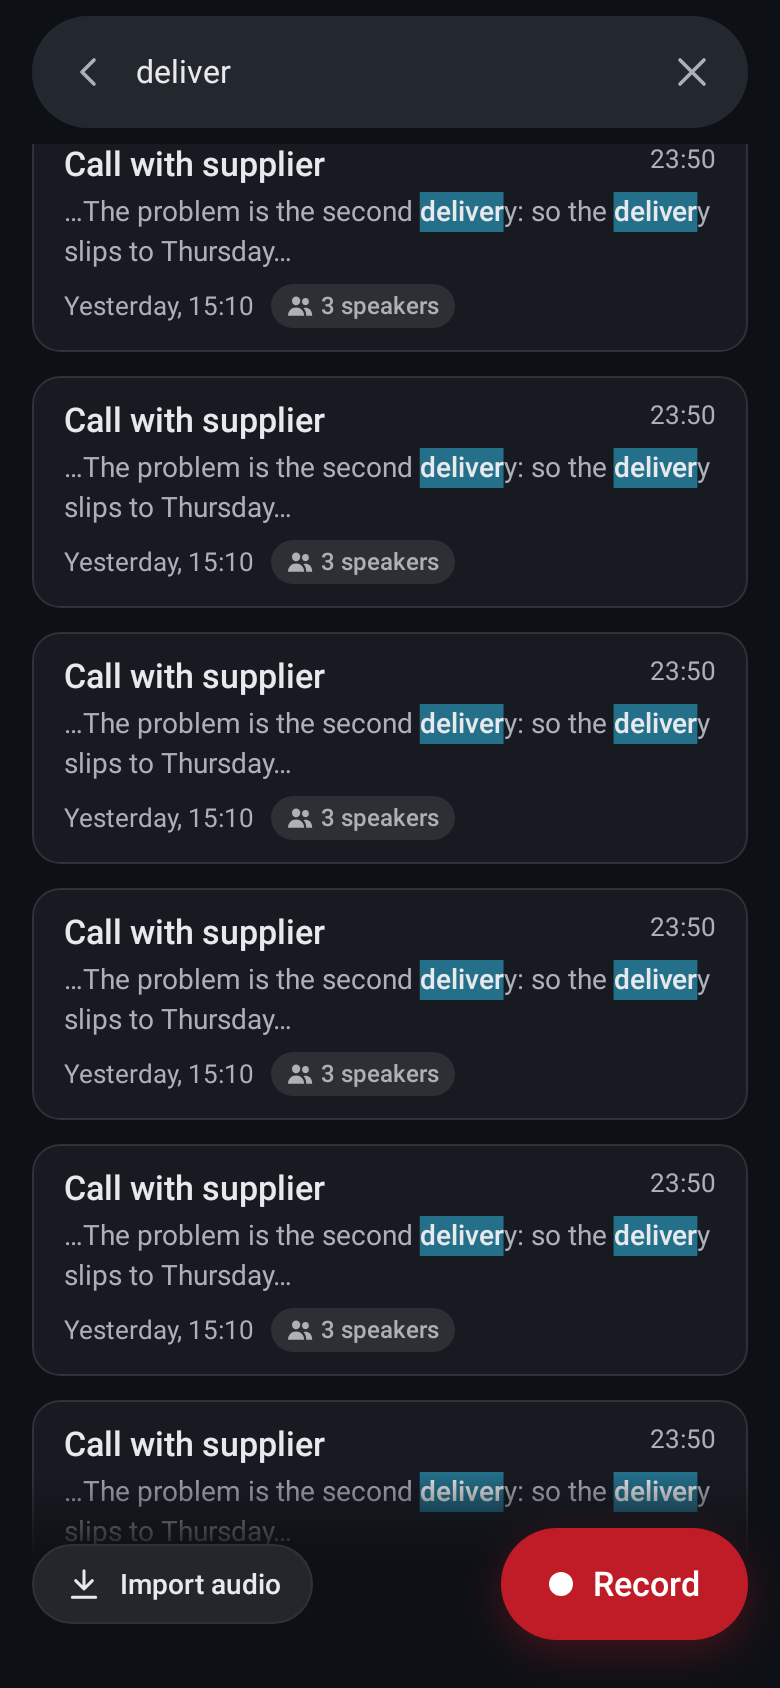 deliver
Call with supplier 23:50
…The problem is the second delivery: so the delivery
slips to Thursday…
Yesterday, 15:10 3 speakers
Call with supplier 23:50
…The problem is the second delivery: so the delivery
slips to Thursday…
Yesterday, 15:10 3 speakers
Call with supplier 23:50
…The problem is the second delivery: so the delivery
slips to Thursday…
Yesterday, 15:10 3 speakers
Call with supplier 23:50
…The problem is the second delivery: so the delivery
slips to Thursday…
Yesterday, 15:10 3 speakers
Call with supplier 23:50
…The problem is the second delivery: so the delivery
slips to Thursday…
Yesterday, 15:10 3 speakers
Call with supplier 23:50
…The problem is the second delivery: so the delivery
slips to Thursday…
Import audio Record